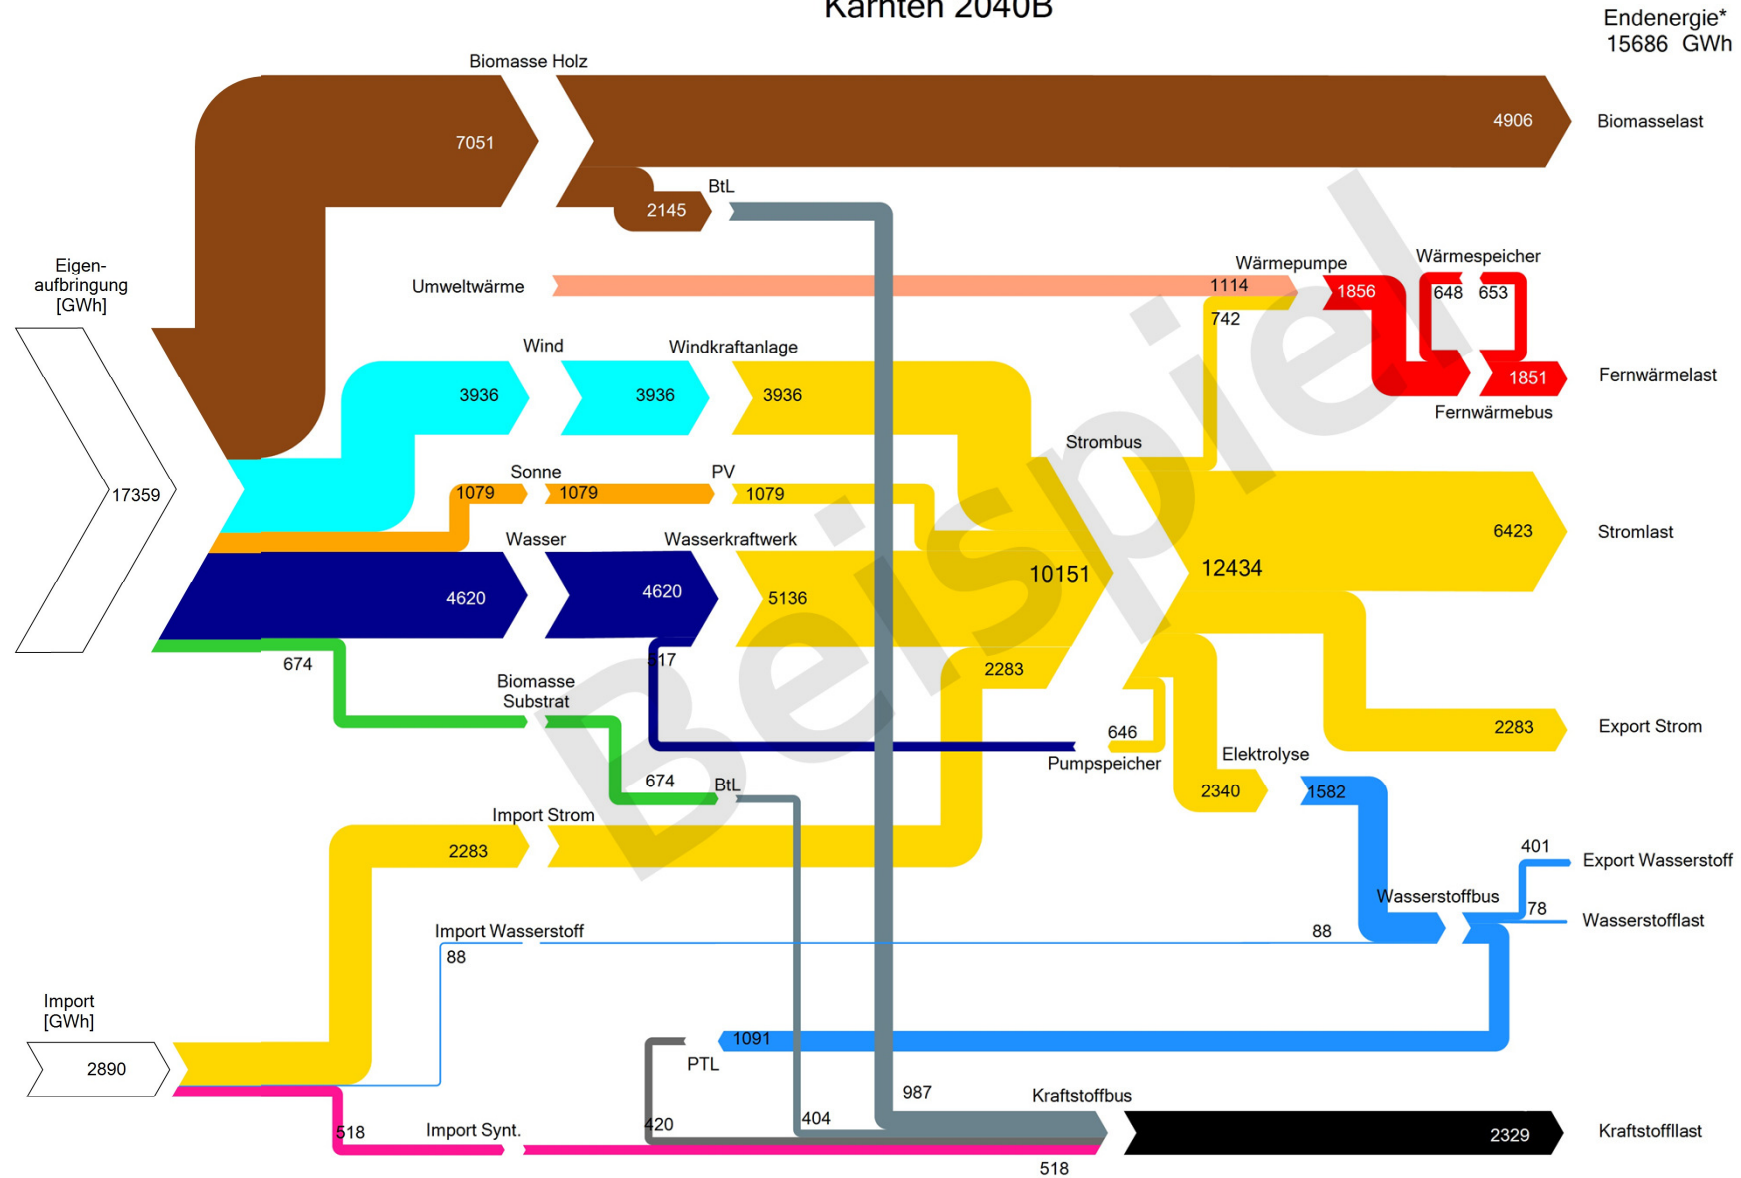 Kärnten 2040B
Endenergie*
15686 GWh
Biomasse Holz
7051
4906
Biomasselast
BtL
2145
Eigen-
aufbringung
[GWh]
17359
Umweltwärme
Wärmepumpe
1114
742
1856
Wärmespeicher
648
653
1851
Fernwärmelast
Fernwärmebus
Wind
3936
3936
Windkraftanlage
3936
Strombus
Sonne
1079
1079
PV
1079
Wasser
4620
4620
Wasserkraftwerk
5136
10151
12434
6423
Stromlast
517
2283
674
Biomasse
Substrat
646
Pumpspeicher
2283
Export Strom
Elektrolyse
2340
1582
674
BtL
Import Strom
2283
401
Export Wasserstoff
Wasserstoffbus
78
Wasserstofflast
Import Wasserstoff
88
88
Import
[GWh]
2890
1091
PTL
987
404
420
Kraftstoffbus
2329
Kraftstoffllast
518
Import Synt.
518
Beispiel